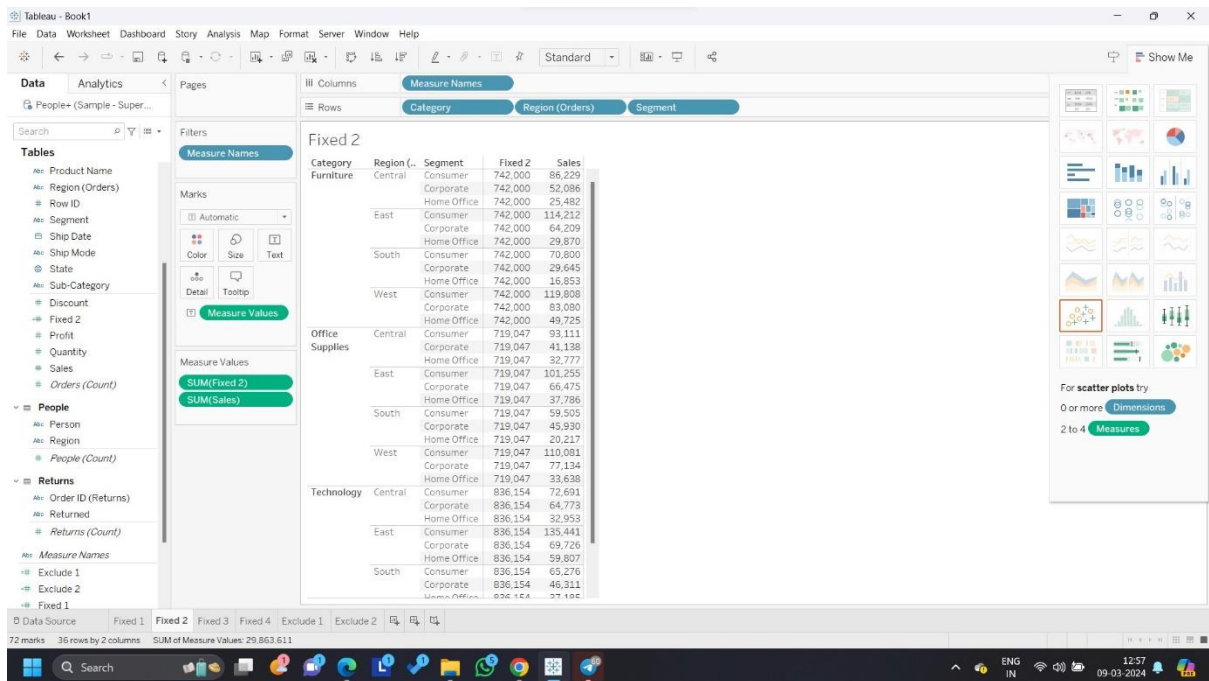 Tableau - Book1
File Data Worksheet Dashboard Story Analysis Map Format Server Window Help
Standard
Show Me
Data Analytics
People+ (Sample - Super...
Search
Tables
Abc Product Name
Abc Region (Orders)
# Row ID
Abc Segment
Ship Date
Abc Ship Mode
State
Abc Sub-Category
# Discount
=# Fixed 2
# Profit
# Quantity
# Sales
# Orders (Count)
People
Abc Person
Abc Region
# People (Count)
Returns
Abc Order ID (Returns)
Abc Returned
# Returns (Count)
Abc Measure Names
=# Exclude 1
=# Exclude 2
=# Fixed 1
Pages
Filters
Measure Names
Marks
Automatic
Color Size Text
Detail Tooltip
Measure Values
Measure Values
SUM(Fixed 2)
SUM(Sales)
Columns Measure Names
Rows Category Region (Orders) Segment
Fixed 2
Category Region (.. Segment Fixed 2 Sales
Furniture Central Consumer 742,000 86,229
Corporate 742,000 52,086
Home Office 742,000 25,482
East Consumer 742,000 114,212
Corporate 742,000 64,209
Home Office 742,000 29,870
South Consumer 742,000 70,800
Corporate 742,000 29,645
Home Office 742,000 16,853
West Consumer 742,000 119,808
Corporate 742,000 83,080
Home Office 742,000 49,725
Office Central Consumer 719,047 93,111
Supplies Corporate 719,047 41,138
Home Office 719,047 32,777
East Consumer 719,047 101,255
Corporate 719,047 66,475
Home Office 719,047 37,786
South Consumer 719,047 59,505
Corporate 719,047 45,930
Home Office 719,047 20,217
West Consumer 719,047 110,081
Corporate 719,047 77,134
Home Office 719,047 33,638
Technology Central Consumer 836,154 72,691
Corporate 836,154 64,773
Home Office 836,154 32,953
East Consumer 836,154 135,441
Corporate 836,154 69,726
Home Office 836,154 59,807
South Consumer 836,154 65,276
Corporate 836,154 46,311
Home Office 836,154 37,185
For scatter plots try
0 or more Dimensions
2 to 4 Measures
Data Source Fixed 1 Fixed 2 Fixed 3 Fixed 4 Exclude 1 Exclude 2
72 marks 36 rows by 2 columns SUM of Measure Values: 29,863,611
Search
ENG
IN
12:57
09-03-2024